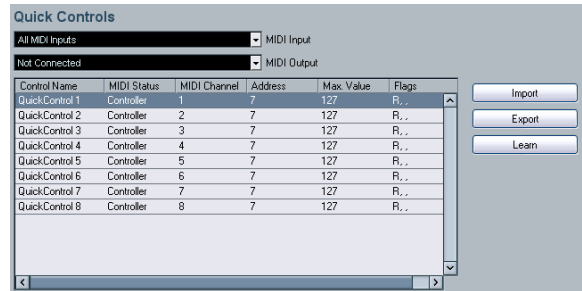 Quick Controls
All MIDI Inputs MIDI Input
Not Connected MIDI Output
Control Name MIDI Status MIDI Channel Address Max. Value Flags
QuickControl 1 Controller 1 7 127 R, ,
QuickControl 2 Controller 2 7 127 R, ,
QuickControl 3 Controller 3 7 127 R, ,
QuickControl 4 Controller 4 7 127 R, ,
QuickControl 5 Controller 5 7 127 R, ,
QuickControl 6 Controller 6 7 127 R, ,
QuickControl 7 Controller 7 7 127 R, ,
QuickControl 8 Controller 8 7 127 R, ,
Import
Export
Learn